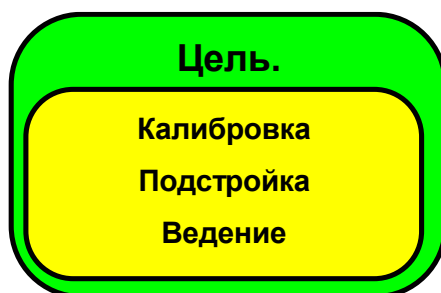 Цель.
Калибровка
Подстройка
Ведение